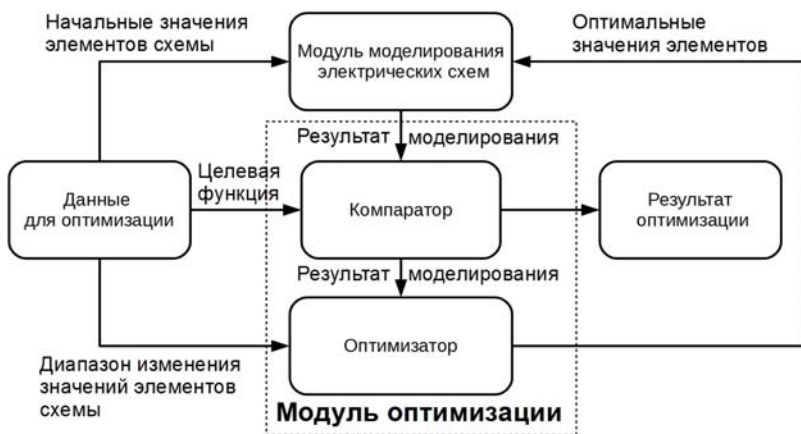 Начальные значения
элементов схемы
Оптимальные
значения элементов
Модуль моделирования
электрических схем
Результат моделирования
Целевая
функция
Данные
для оптимизации
Компаратор
Результат
оптимизации
Результат моделирования
Оптимизатор
Диапазон изменения
значений элементов
схемы
Модуль оптимизации